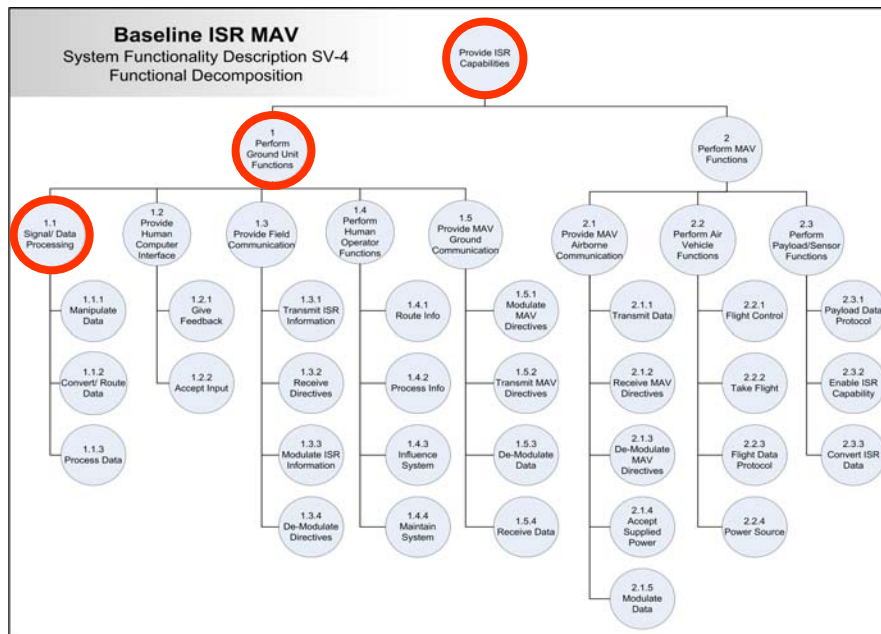 Baseline ISR MAV
System Functionality Description SV-4
Functional Decomposition
Provide ISR
Capabilities
1
Perform
Ground Unit
Functions
2
Perform MAV
Functions
1.1
Signal/ Data
Processing
1.2
Provide
Human
Computer
Interface
1.3
Provide Field
Communication
1.4
Perform
Human
Operator
Functions
1.5
Provide MAV
Ground
Communication
2.1
Provide MAV
Airborne
Communication
2.2
Perform Air
Vehicle
Functions
2.3
Perform
Payload/Sensor
Functions
1.1.1
Manipulate
Data
1.2.1
Give
Feedback
1.3.1
Transmit ISR
Information
1.4.1
Route Info
1.5.1
Modulate
MAV
Directives
2.1.1
Transmit Data
2.2.1
Flight Control
2.3.1
Payload Data
Protocol
1.1.2
Convert/ Route
Data
1.2.2
Accept Input
1.3.2
Receive
Directives
1.4.2
Process Info
1.5.2
Transmit MAV
Directives
2.1.2
Receive MAV
Directives
2.2.2
Take Flight
2.3.2
Enable ISR
Capability
1.1.3
Process Data
1.3.3
Modulate ISR
Information
1.4.3
Influence
System
1.5.3
De-Modulate
Data
2.1.3
De-Modulate
MAV
Directives
2.2.3
Flight Data
Protocol
2.3.3
Convert ISR
Data
1.3.4
De-Modulate
Directives
1.4.4
Maintain
System
1.5.4
Receive Data
2.1.4
Accept
Supplied
Power
2.2.4
Power Source
2.1.5
Modulate
Data